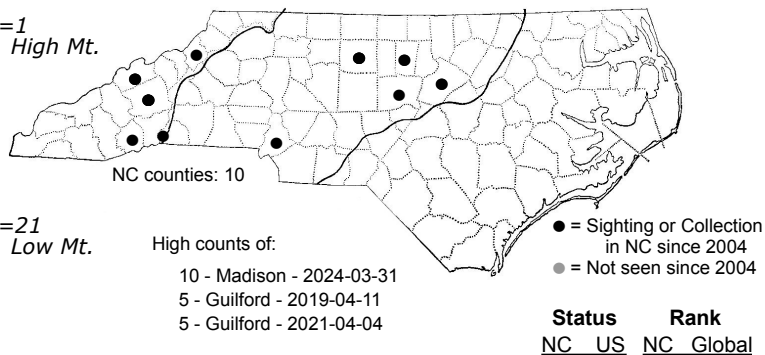 =1
High Mt.
NC counties: 10
=21
Low Mt.
High counts of:
10 - Madison - 2024-03-31
5 - Guilford - 2019-04-11
5 - Guilford - 2021-04-04
● = Sighting or Collection
in NC since 2004
● = Not seen since 2004
Status Rank
NC US NC Global